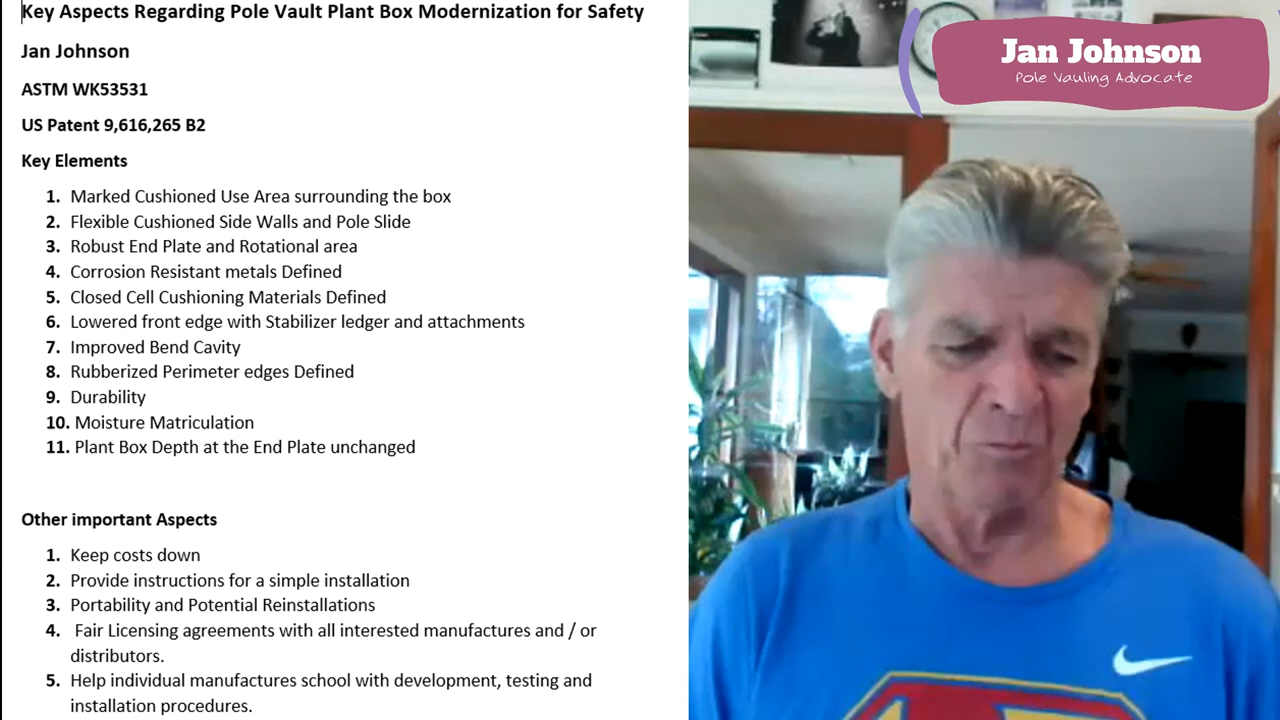 Key Aspects Regarding Pole Vault Plant Box Modernization for Safety
Jan Johnson
ASTM WK53531
US Patent 9,616,265 B2
Key Elements
1. Marked Cushioned Use Area surrounding the box
2. Flexible Cushioned Side Walls and Pole Slide
3. Robust End Plate and Rotational area
4. Corrosion Resistant metals Defined
5. Closed Cell Cushioning Materials Defined
6. Lowered front edge with Stabilizer ledger and attachments
7. Improved Bend Cavity
8. Rubberized Perimeter edges Defined
9. Durability
10. Moisture Matriculation
11. Plant Box Depth at the End Plate unchanged
Other important Aspects
1. Keep costs down
2. Provide instructions for a simple installation
3. Portability and Potential Reinstallations
4. Fair Licensing agreements with all interested manufactures and / or
distributors.
5. Help individual manufactures school with development, testing and
installation procedures.
Jan Johnson
Pole Vauling Advocate